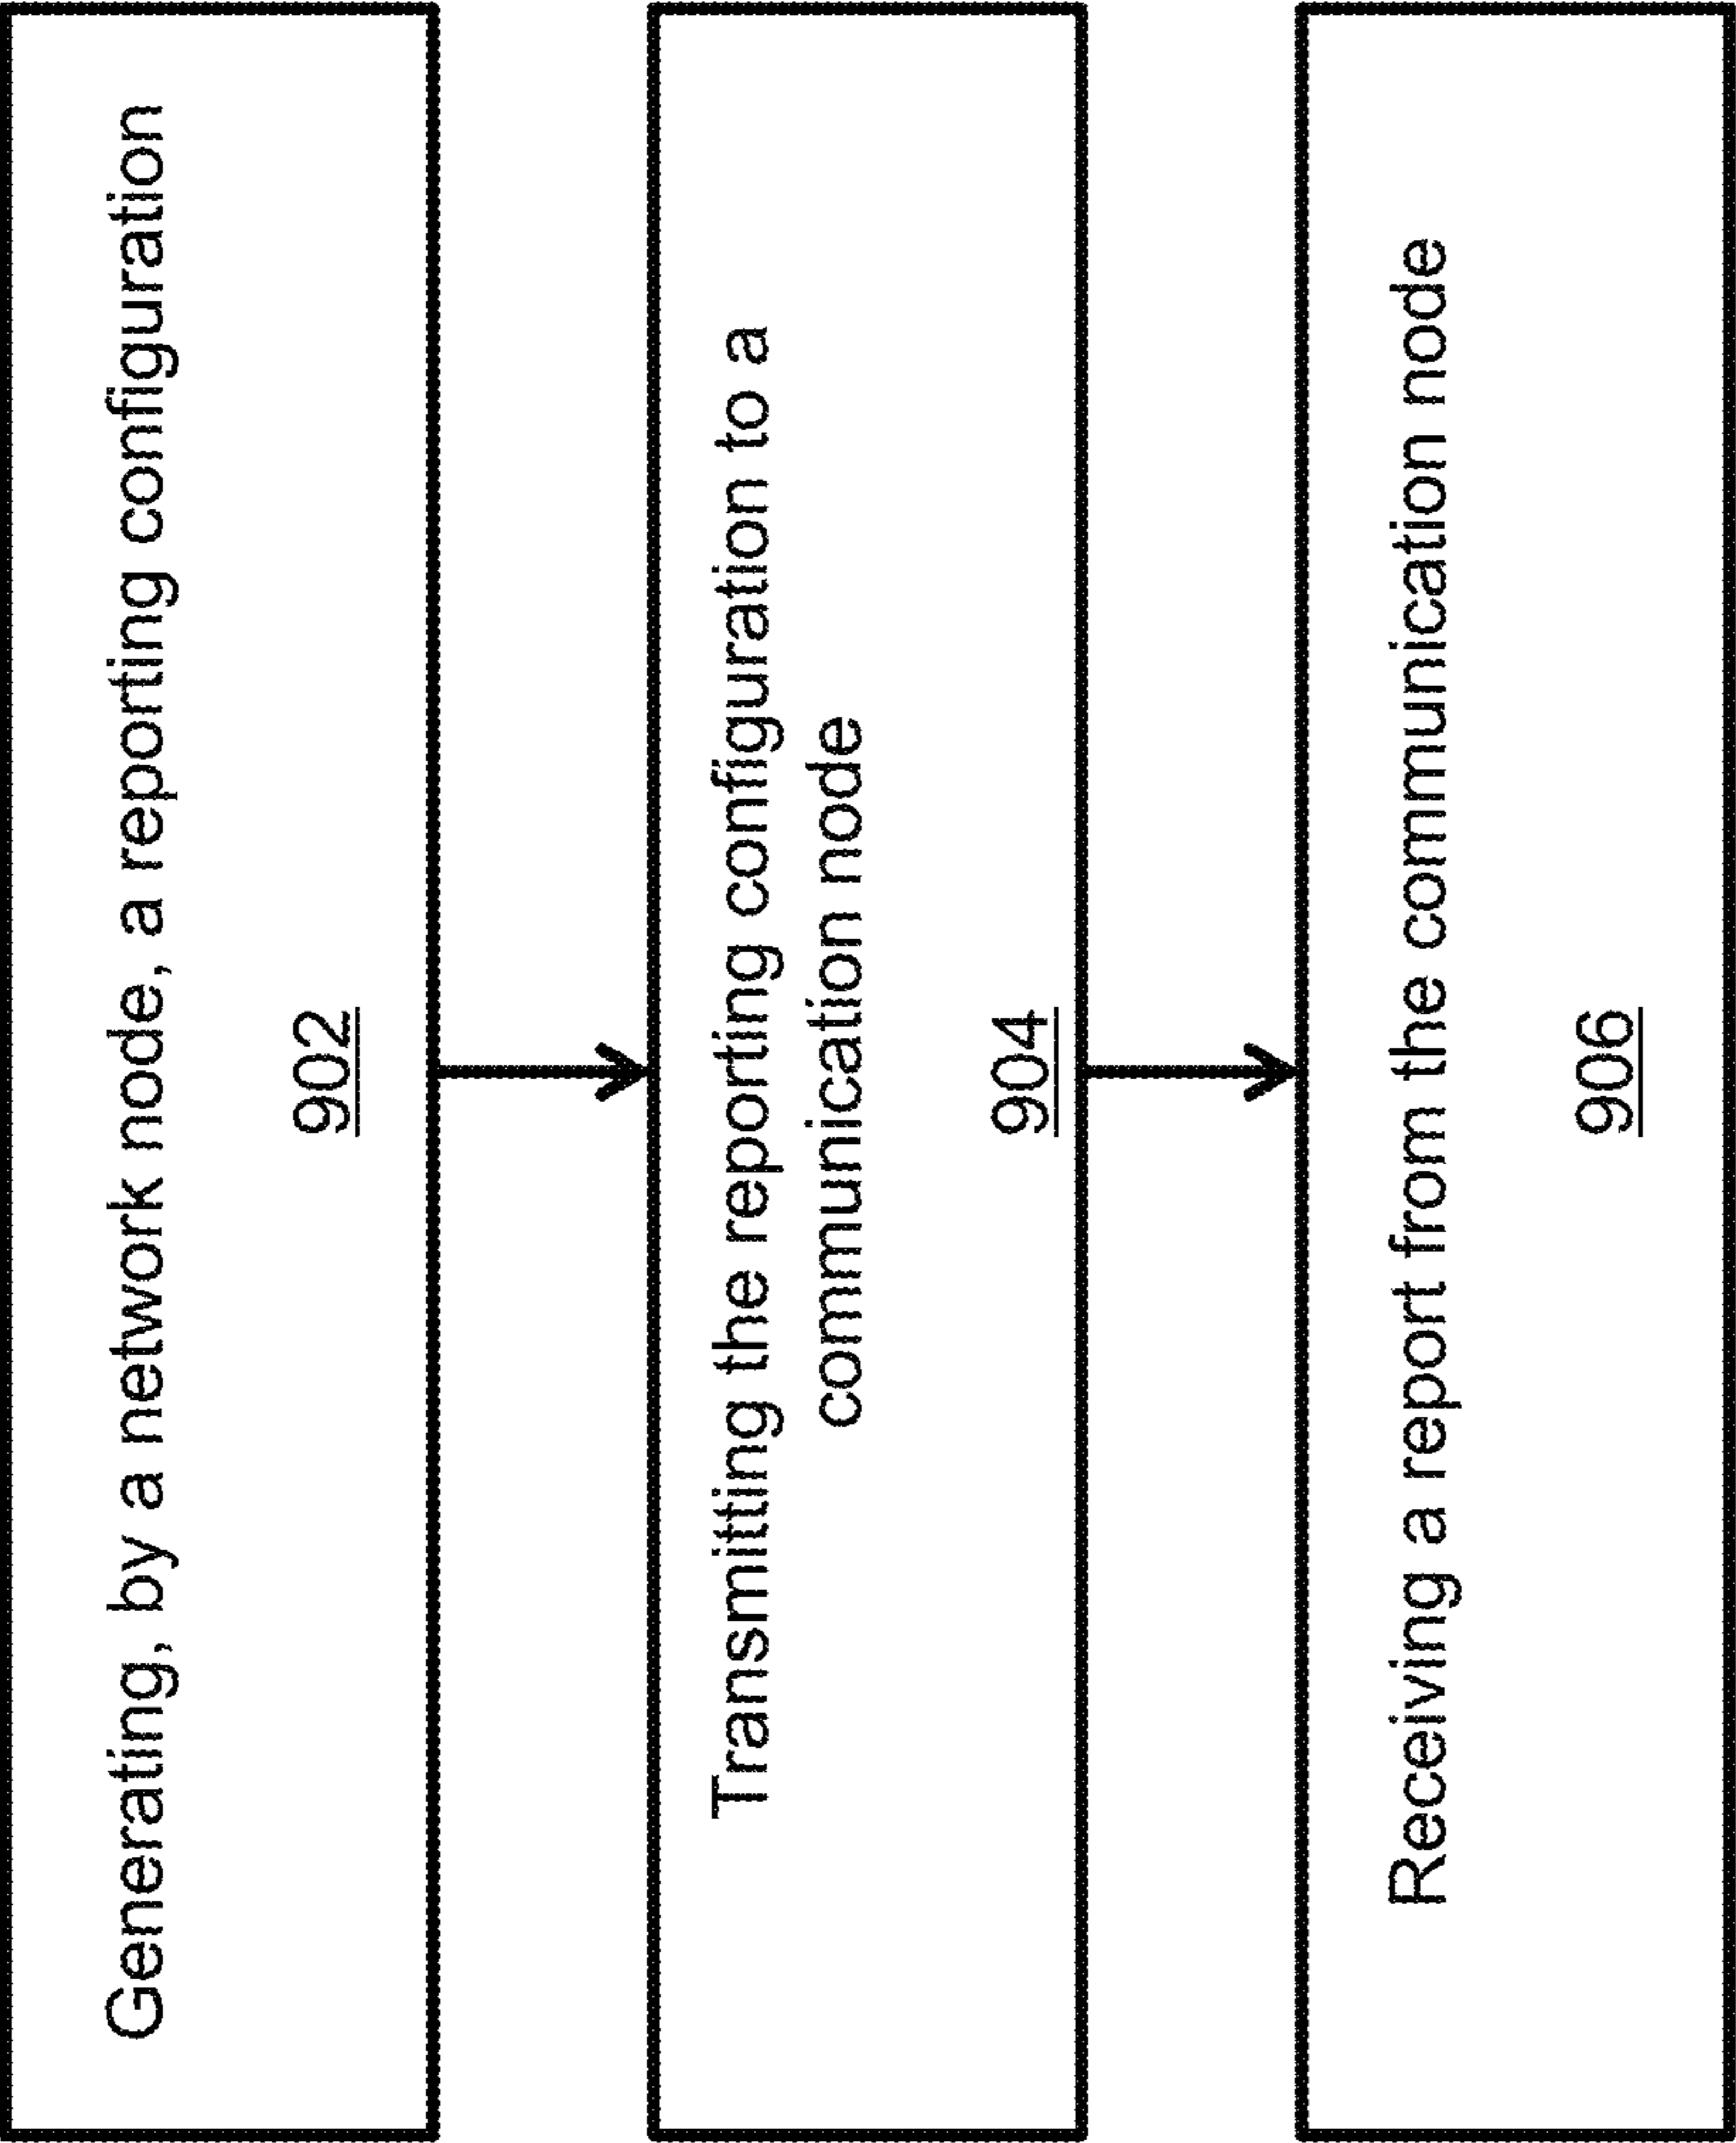 Generating, by a network node, a reporting configuration
902
Transmitting the reporting configuration to a
communication node
904
Receiving a report from the communication node
906